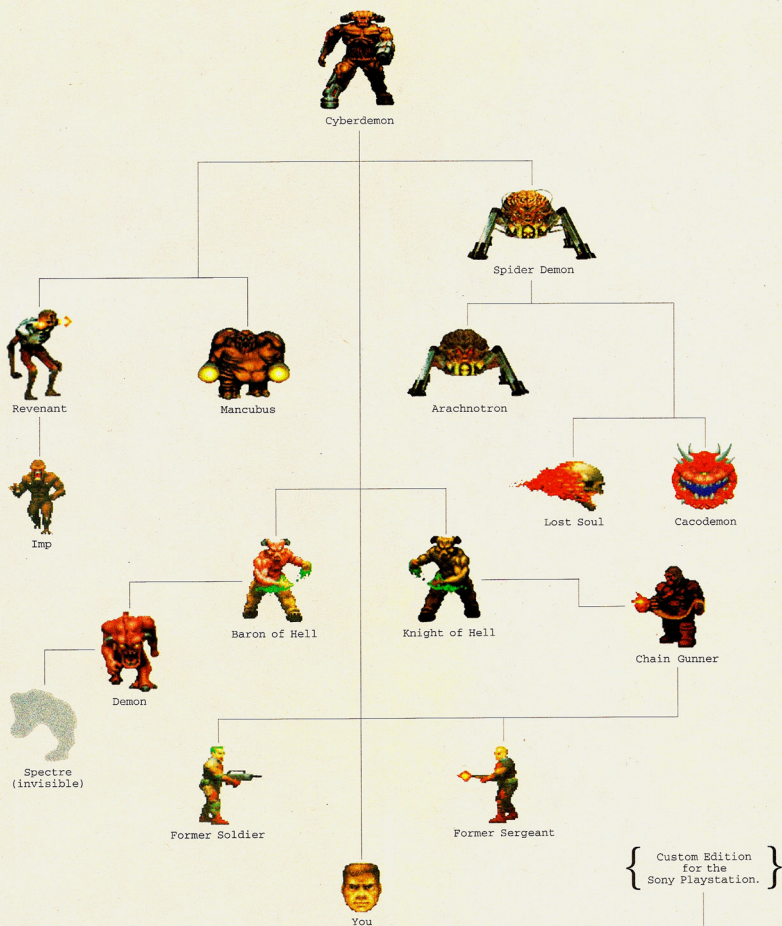 Cyberdemon
Spider Demon
Revenant
Mancubus
Arachnotron
Lost Soul
Cacodemon
Imp
Baron of Hell
Knight of Hell
Chain Gunner
Demon
Spectre
(invisible)
Former Soldier
Former Sergeant
{ Custom Edition
for the
Sony Playstation. }
You